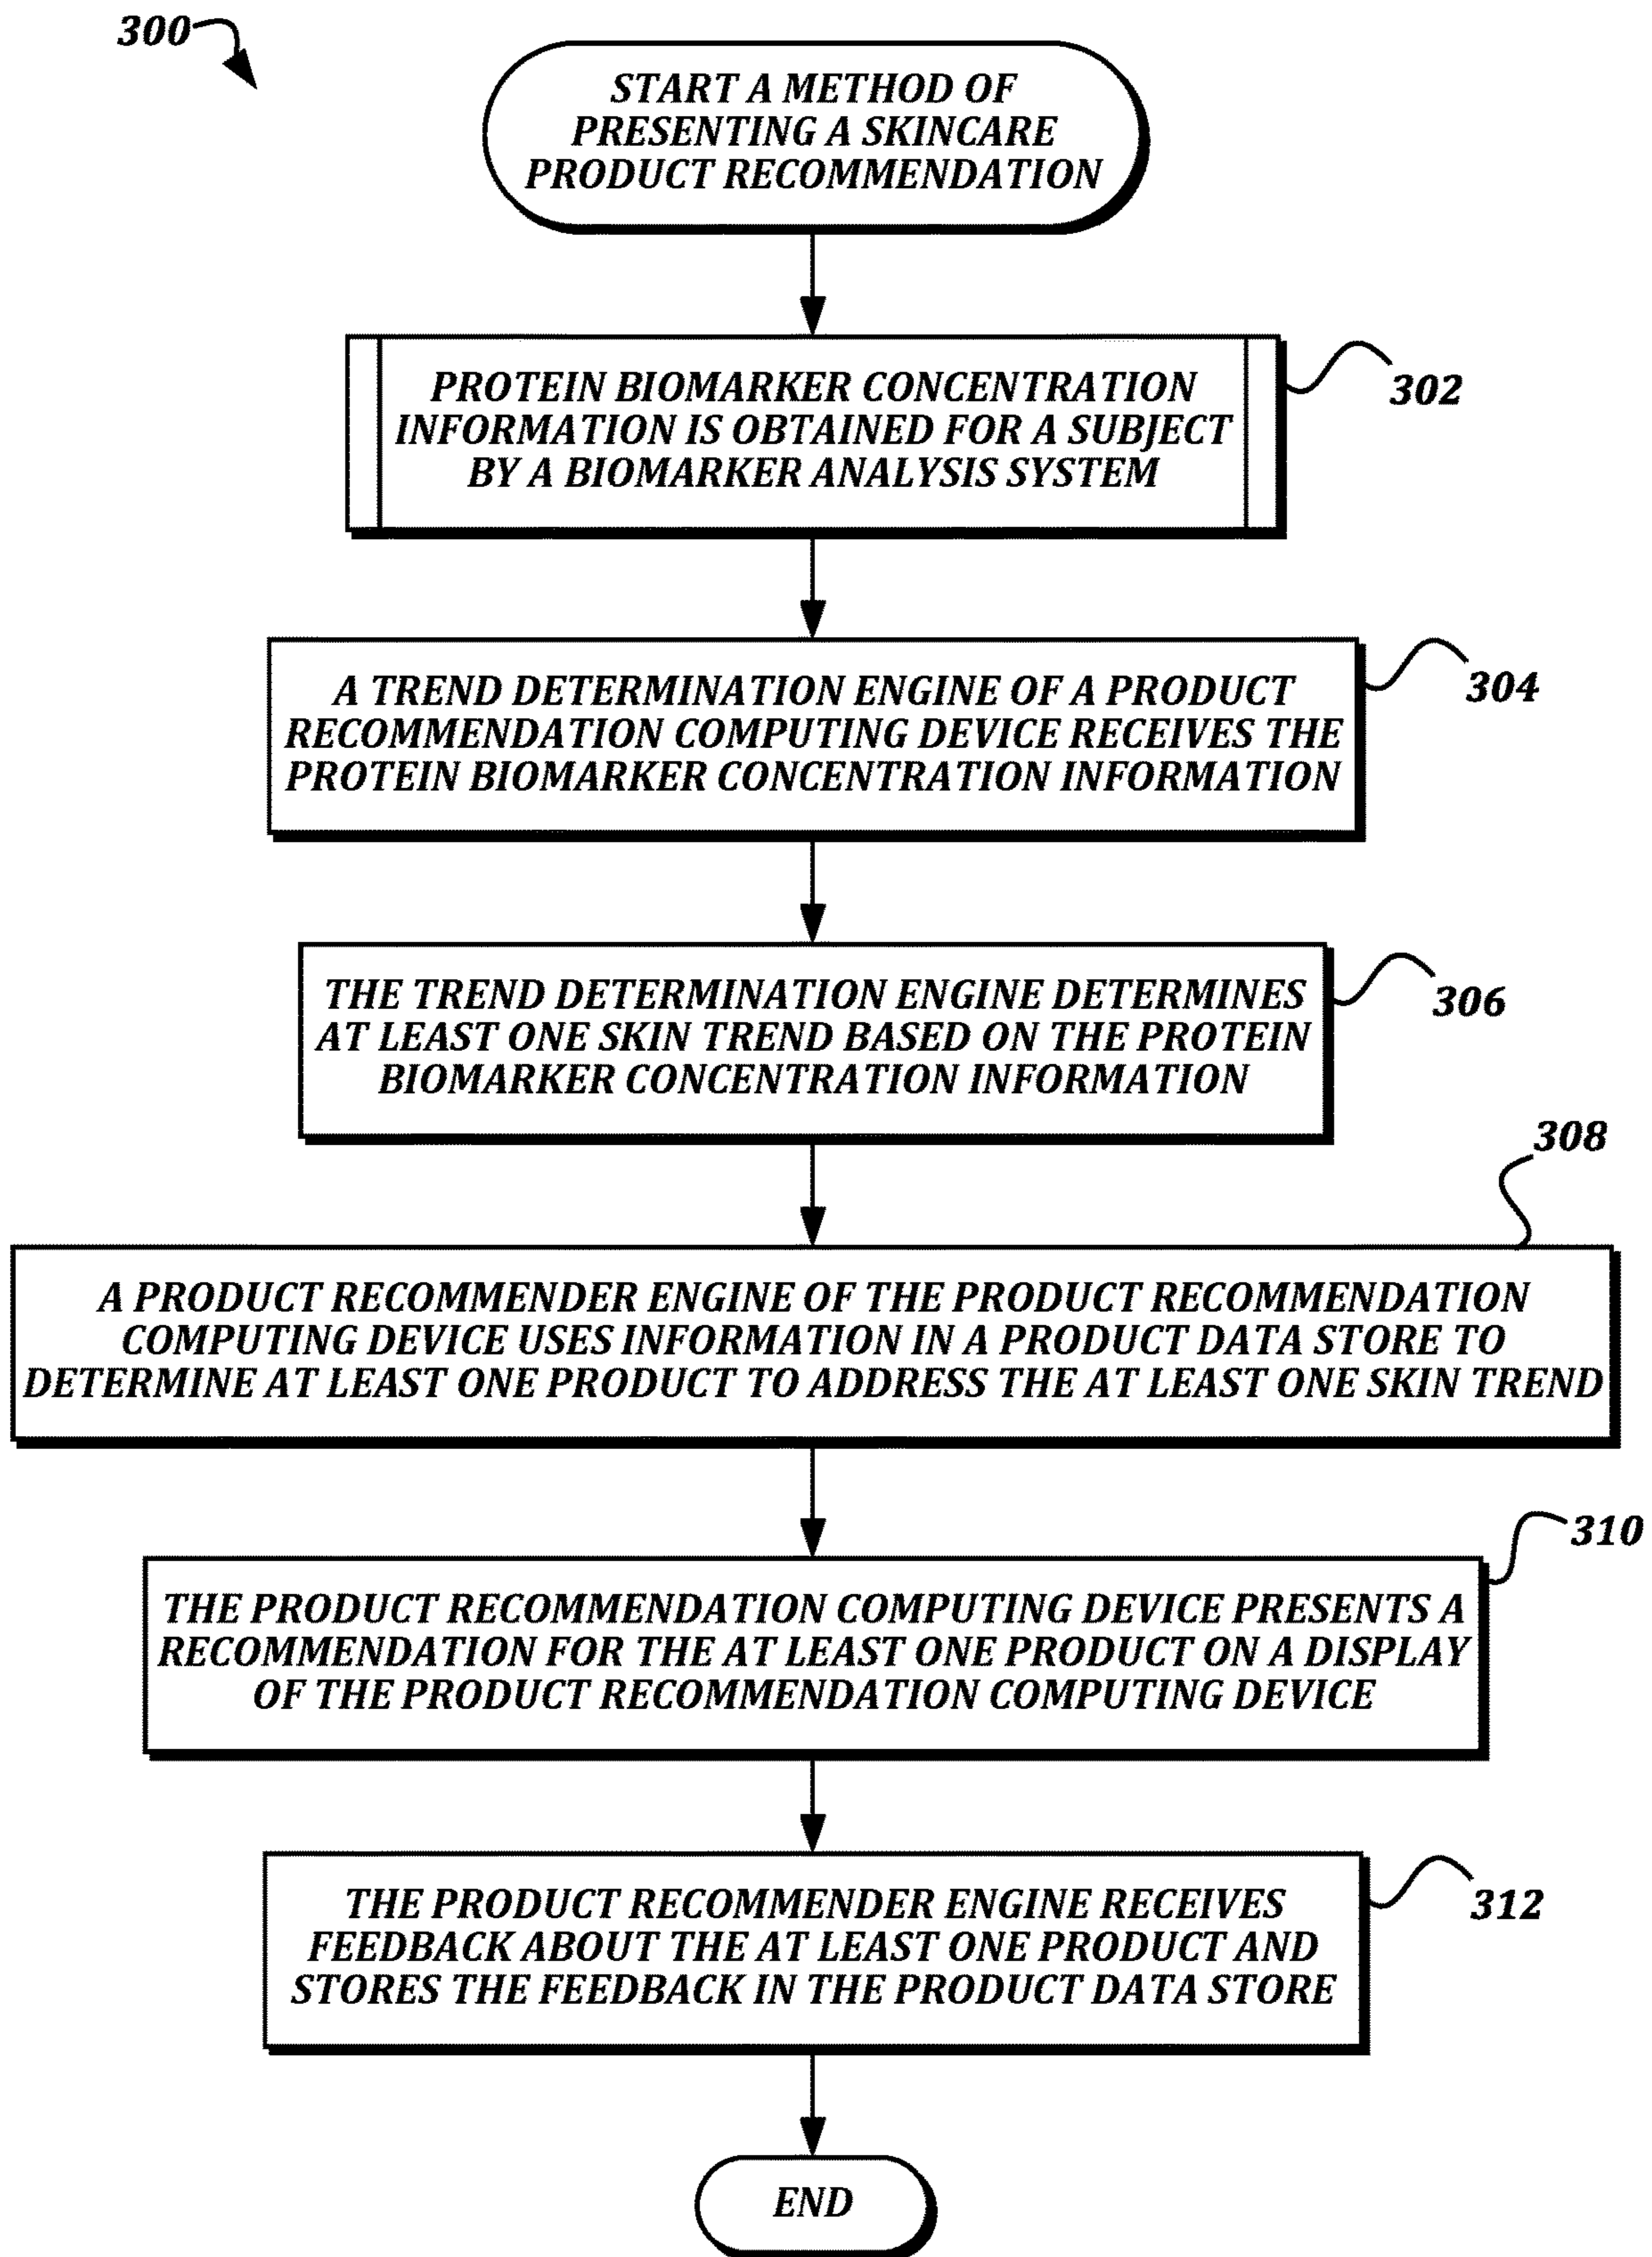 300
START A METHOD OF
PRESENTING A SKINCARE
PRODUCT RECOMMENDATION
PROTEIN BIOMARKER CONCENTRATION
INFORMATION IS OBTAINED FOR A SUBJECT
BY A BIOMARKER ANALYSIS SYSTEM
302
A TREND DETERMINATION ENGINE OF A PRODUCT
RECOMMENDATION COMPUTING DEVICE RECEIVES THE
PROTEIN BIOMARKER CONCENTRATION INFORMATION
304
THE TREND DETERMINATION ENGINE DETERMINES
AT LEAST ONE SKIN TREND BASED ON THE PROTEIN
BIOMARKER CONCENTRATION INFORMATION
306
308
A PRODUCT RECOMMENDER ENGINE OF THE PRODUCT RECOMMENDATION
COMPUTING DEVICE USES INFORMATION IN A PRODUCT DATA STORE TO
DETERMINE AT LEAST ONE PRODUCT TO ADDRESS THE AT LEAST ONE SKIN TREND
310
THE PRODUCT RECOMMENDATION COMPUTING DEVICE PRESENTS A
RECOMMENDATION FOR THE AT LEAST ONE PRODUCT ON A DISPLAY
OF THE PRODUCT RECOMMENDATION COMPUTING DEVICE
THE PRODUCT RECOMMENDER ENGINE RECEIVES
FEEDBACK ABOUT THE AT LEAST ONE PRODUCT AND
STORES THE FEEDBACK IN THE PRODUCT DATA STORE
312
END